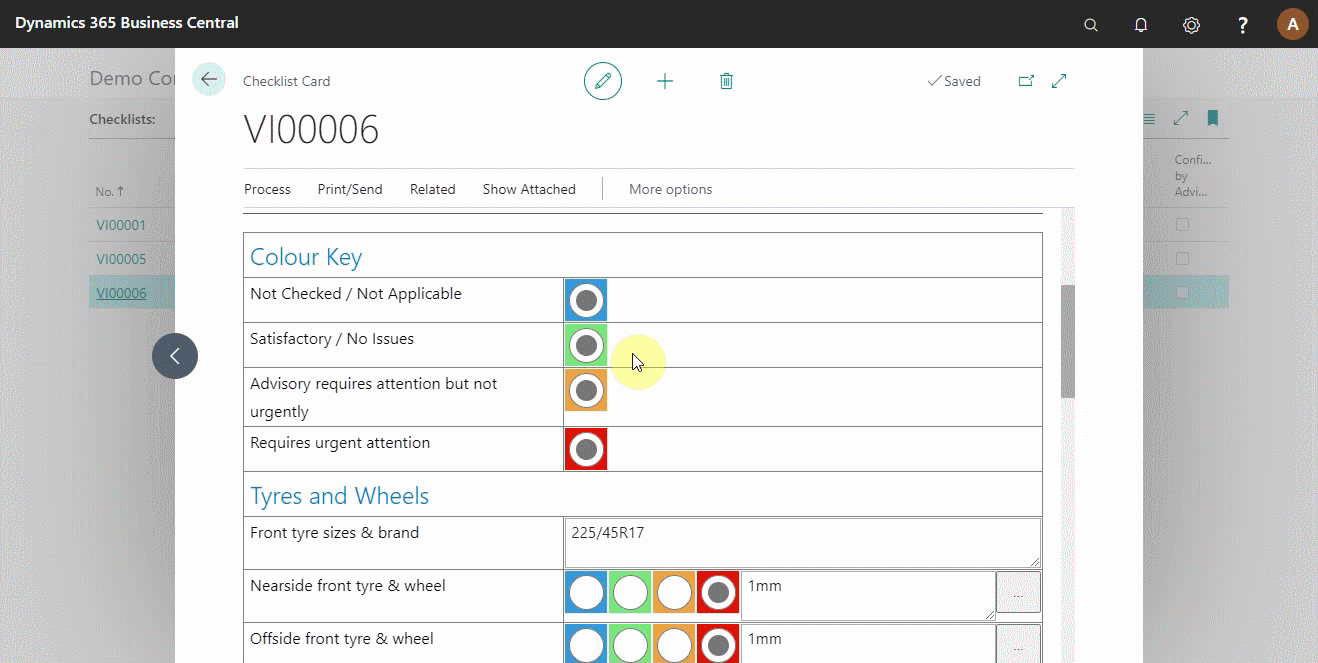 Dynamics 365 Business Central
?
A
Demo Co
Checklist Card
Saved
Checklists:
VI00006
Confi...
by
Advi...
No. ↑
Process
Print/Send
Related
Show Attached
More options
VI00001
VI00005
VI00006
Colour Key
Not Checked / Not Applicable
Satisfactory / No Issues
Advisory requires attention but not
urgently
Requires urgent attention
Tyres and Wheels
Front tyre sizes & brand
225/45R17
Nearside front tyre & wheel
1mm
...
Offside front tyre & wheel
1mm
...